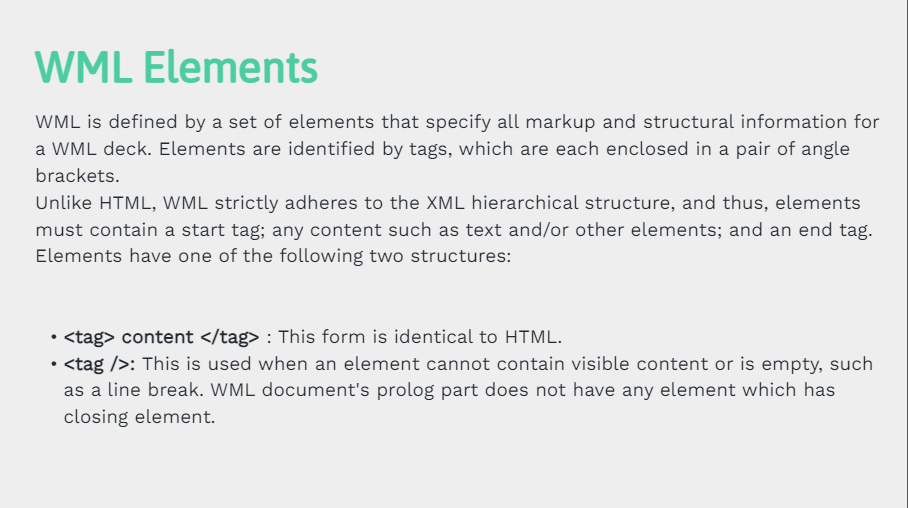 WML Elements
WML is defined by a set of elements that specify all markup and structural information for
a WML deck. Elements are identified by tags, which are each enclosed in a pair of angle
brackets.
Unlike HTML, WML strictly adheres to the XML hierarchical structure, and thus, elements
must contain a start tag; any content such as text and/or other elements; and an end tag.
Elements have one of the following two structures:
• <tag> content </tag> : This form is identical to HTML.
• <tag />: This is used when an element cannot contain visible content or is empty, such
as a line break. WML document's prolog part does not have any element which has
closing element.